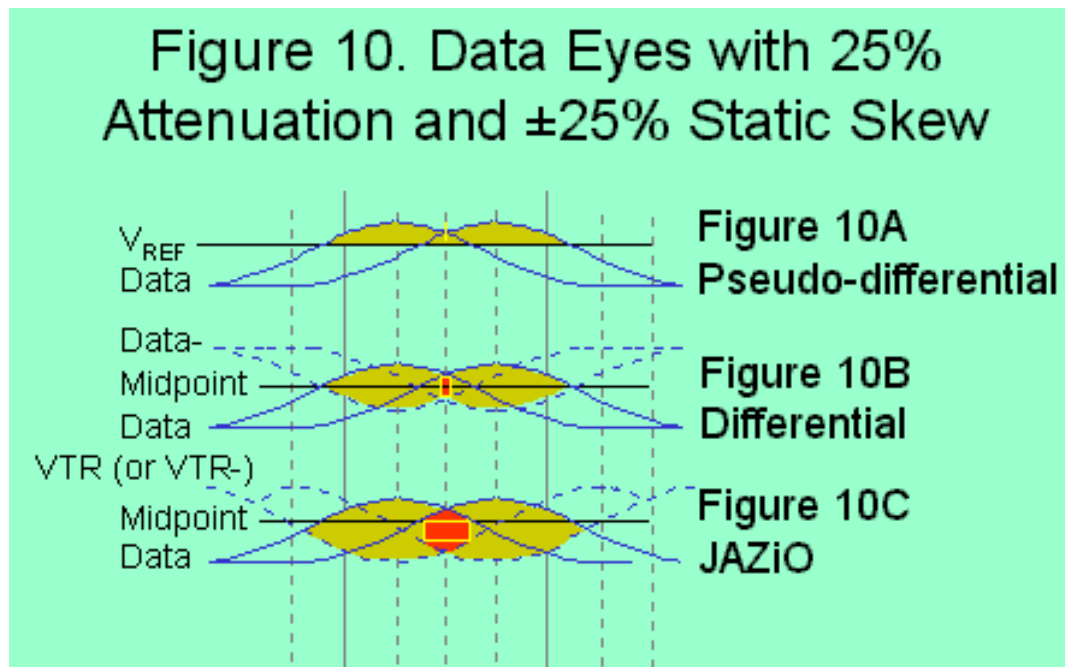 Figure 10. Data Eyes with 25%
Attenuation and ±25% Static Skew
VREF
Data
Figure 10A
Pseudo-differential
Data-
Midpoint
Data
Figure 10B
Differential
VTR (or VTR-)
Midpoint
Data
Figure 10C
JAZiO